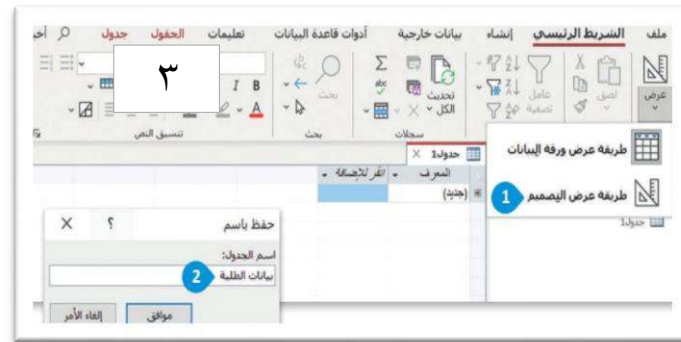 ملف الشريط الرئيسي إنشاء بيانات خارجية أدوات قاعدة البيانات تعليمات الحقول جدول
٣
عرض
لصق
عامل تصفية
تحديث الكل
بحث
B I
A
سجلات بحث تنسيق النص
طريقة عرض ورقة البيانات
طريقة عرض التصميم 1
جدول1 ×
المعرف انقر للإضافة
(جديد)
جدول1
حفظ باسم ؟ X
اسم الجدول:
بيانات الطلبة 2
موافق إلغاء الأمر